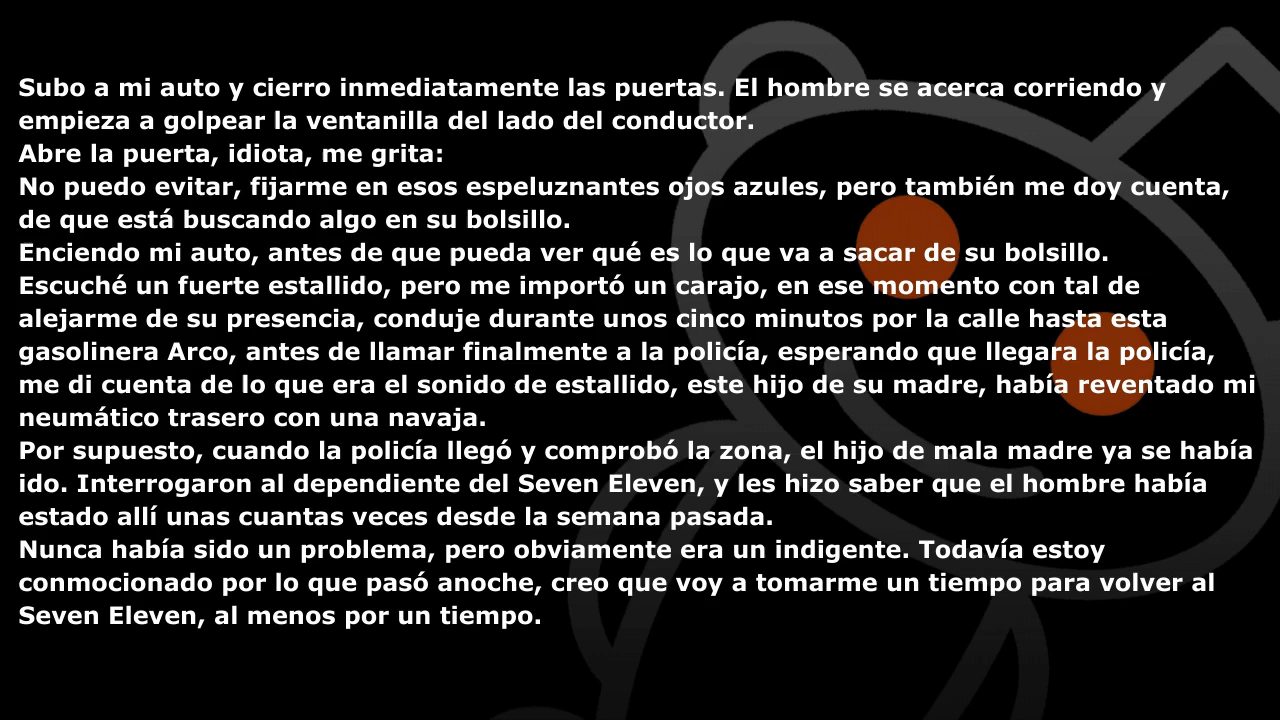 Subo a mi auto y cierro inmediatamente las puertas. El hombre se acerca corriendo y
empieza a golpear la ventanilla del lado del conductor.
Abre la puerta, idiota, me grita:
No puedo evitar, fijarme en esos espeluznantes ojos azules, pero también me doy cuenta,
de que está buscando algo en su bolsillo.
Enciendo mi auto, antes de que pueda ver qué es lo que va a sacar de su bolsillo.
Escuché un fuerte estallido, pero me importó un carajo, en ese momento con tal de
alejarme de su presencia, conduje durante unos cinco minutos por la calle hasta esta
gasolinera Arco, antes de llamar finalmente a la policía, esperando que llegara la policía,
me di cuenta de lo que era el sonido de estallido, este hijo de su madre, había reventado mi
neumático trasero con una navaja.
Por supuesto, cuando la policía llegó y comprobó la zona, el hijo de mala madre ya se había
ido. Interrogaron al dependiente del Seven Eleven, y les hizo saber que el hombre había
estado allí unas cuantas veces desde la semana pasada.
Nunca había sido un problema, pero obviamente era un indigente. Todavía estoy
conmocionado por lo que pasó anoche, creo que voy a tomarme un tiempo para volver al
Seven Eleven, al menos por un tiempo.